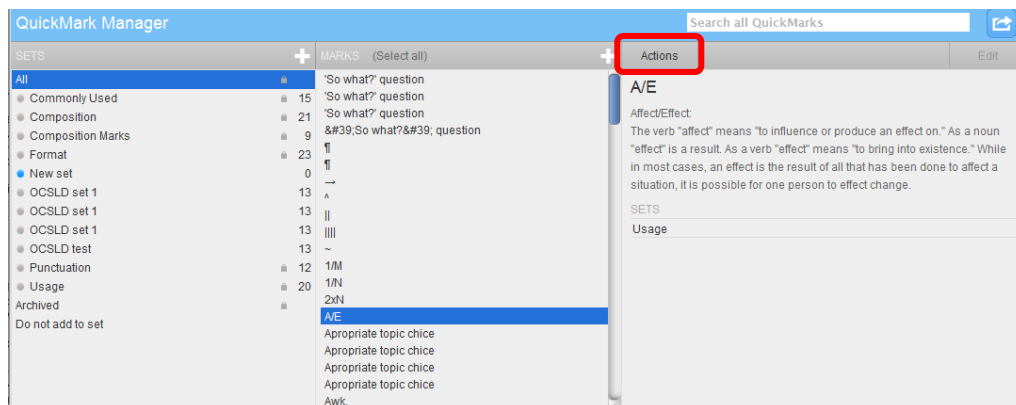 QuickMark Manager
Search all QuickMarks
SETS
MARKS (Select all)
Actions
Edit
All
Commonly Used 15
Composition 21
Composition Marks 9
Format 23
New set 0
OCSLD set 1 13
OCSLD set 1 13
OCSLD set 1 13
OCSLD test 13
Punctuation 12
Usage 20
Archived
Do not add to set
'So what?' question
'So what?' question
'So what?' question
&#39;So what?&#39; question
¶
¶
→
^
||
||||
~
1/M
1/N
2xN
A/E
Apropriate topic chice
Apropriate topic chice
Apropriate topic chice
Apropriate topic chice
Awk.
A/E
Affect/Effect:
The verb "affect" means "to influence or produce an effect on." As a noun
"effect" is a result. As a verb "effect" means "to bring into existence." While
in most cases, an effect is the result of all that has been done to affect a
situation, it is possible for one person to effect change.
SETS
Usage